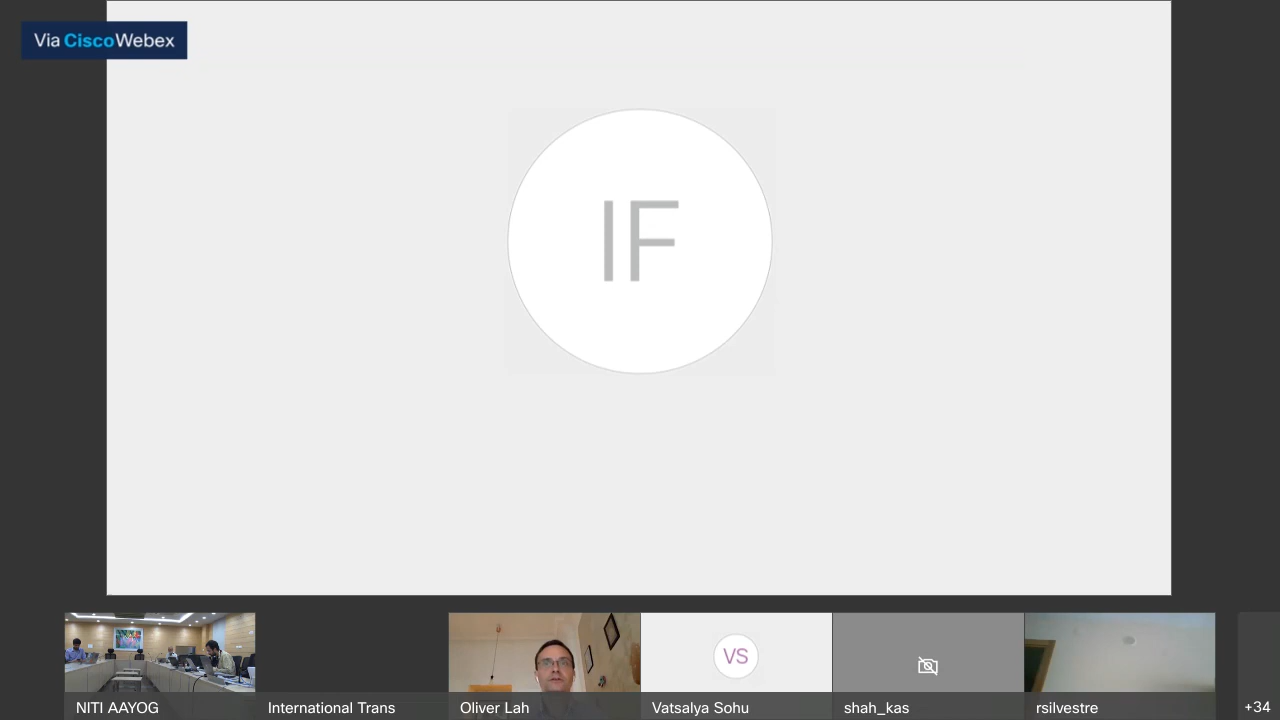 Via CiscoWebex
IF
VS
NITI AAYOG
International Trans
Oliver Lah
Vatsalya Sohu
shah_kas
rsilvestre
+34